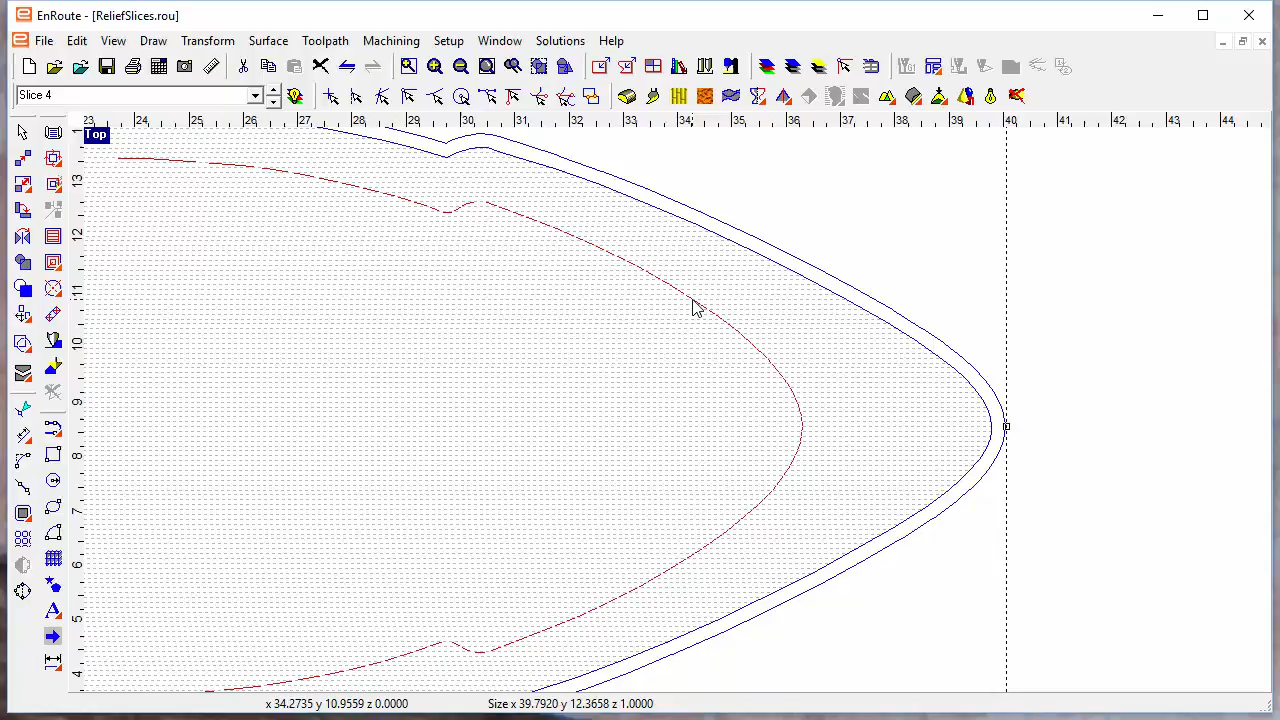 EnRoute - [ReliefSlices.rou]
File Edit View Draw Transform Surface Toolpath Machining Setup Window Solutions Help
Slice 4
23 24 25 26 27 28 29 30 31 32 33 34 35 36 37 38 39 40 41 42 43 44
Top
13
12
11
10
9
8
7
6
5
4
x 34.2735 y 10.9559 z 0.0000 Size x 39.7920 y 12.3658 z 1.0000